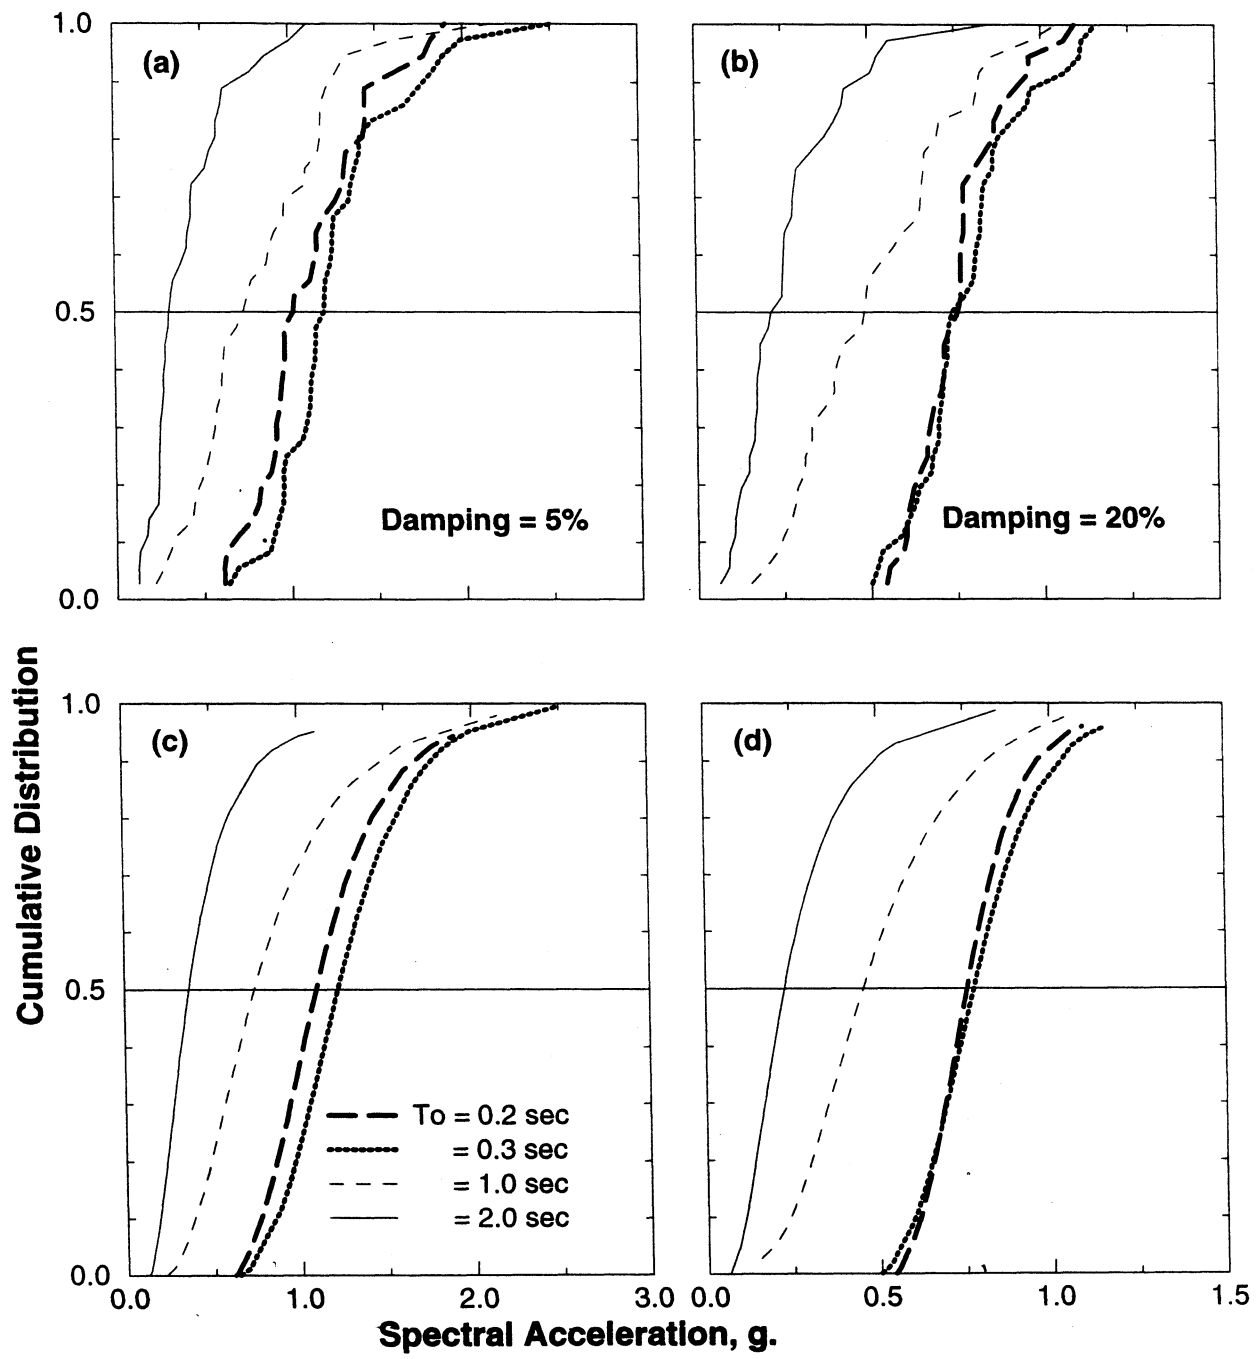 1.0
(a)
(b)
0.5
Damping = 5%
Damping = 20%
0.0
Cumulative Distribution
1.0
(c)
(d)
0.5
To = 0.2 sec
= 0.3 sec
= 1.0 sec
= 2.0 sec
0.0
0.0 1.0 2.0 3.0 0.0 0.5 1.0 1.5
Spectral Acceleration, g.